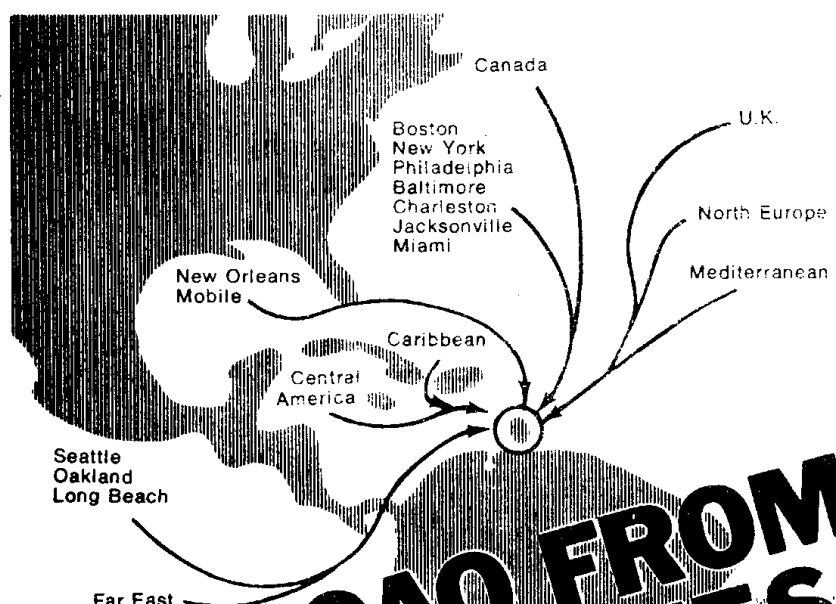 Canada
U.K.
Boston
New York
Philadelphia
Baltimore
Charleston
Jacksonville
Miami
North Europe
Mediterranean
New Orleans
Mobile
Caribbean
Central
America
Seattle
Oakland
Long Beach
Far East
FROM